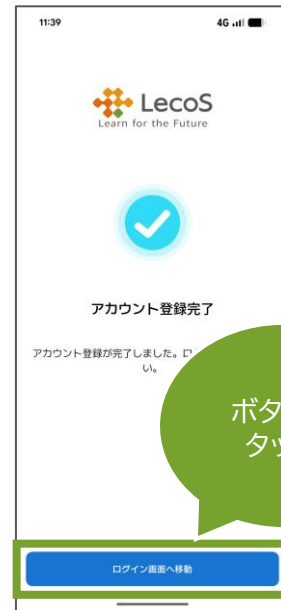 11:39 4G
LecoS
Learn for the Future
アカウント登録完了
アカウント登録が完了しました。
い。
ボタ
タッ
ログイン画面へ移動